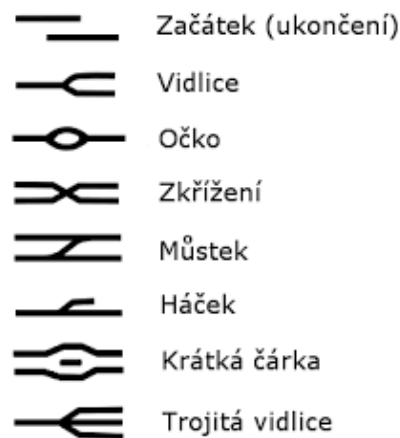 Začátek (ukončení)
Vidlice
Očko
Zkřížení
Můstek
Háček
Krátká čárka
Trojitá vidlice